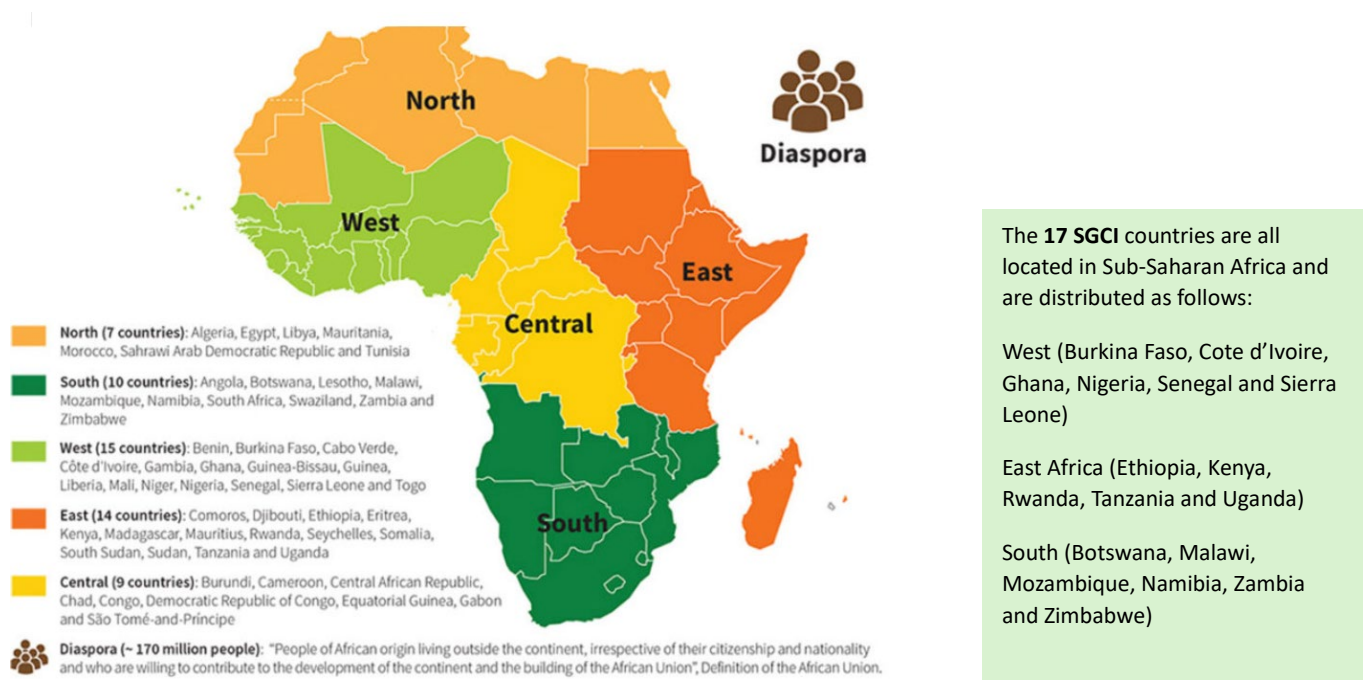 North
Diaspora
West
East
Central
South
North (7 countries): Algeria, Egypt, Libya, Mauritania,
Morocco, Sahrawi Arab Democratic Republic and Tunisia
South (10 countries): Angola, Botswana, Lesotho, Malawi,
Mozambique, Namibia, South Africa, Swaziland, Zambia and
Zimbabwe
West (15 countries): Benin, Burkina Faso, Cabo Verde,
Côte d'Ivoire, Gambia, Ghana, Guinea-Bissau, Guinea,
Liberia, Mali, Niger, Nigeria, Senegal, Sierra Leone and Togo
East (14 countries): Comoros, Djibouti, Ethiopia, Eritrea,
Kenya, Madagascar, Mauritius, Rwanda, Seychelles, Somalia,
South Sudan, Sudan, Tanzania and Uganda
Central (9 countries): Burundi, Cameroon, Central African Republic,
Chad, Congo, Democratic Republic of Congo, Equatorial Guinea, Gabon
and São Tomé-and-Príncipe
Diaspora (~ 170 million people): "People of African origin living outside the continent, irrespective of their citizenship and nationality
and who are willing to contribute to the development of the continent and the building of the African Union", Definition of the African Union.
The 17 SGCI countries are all
located in Sub-Saharan Africa and
are distributed as follows:
West (Burkina Faso, Cote d'Ivoire,
Ghana, Nigeria, Senegal and Sierra
Leone)
East Africa (Ethiopia, Kenya,
Rwanda, Tanzania and Uganda)
South (Botswana, Malawi,
Mozambique, Namibia, Zambia
and Zimbabwe)